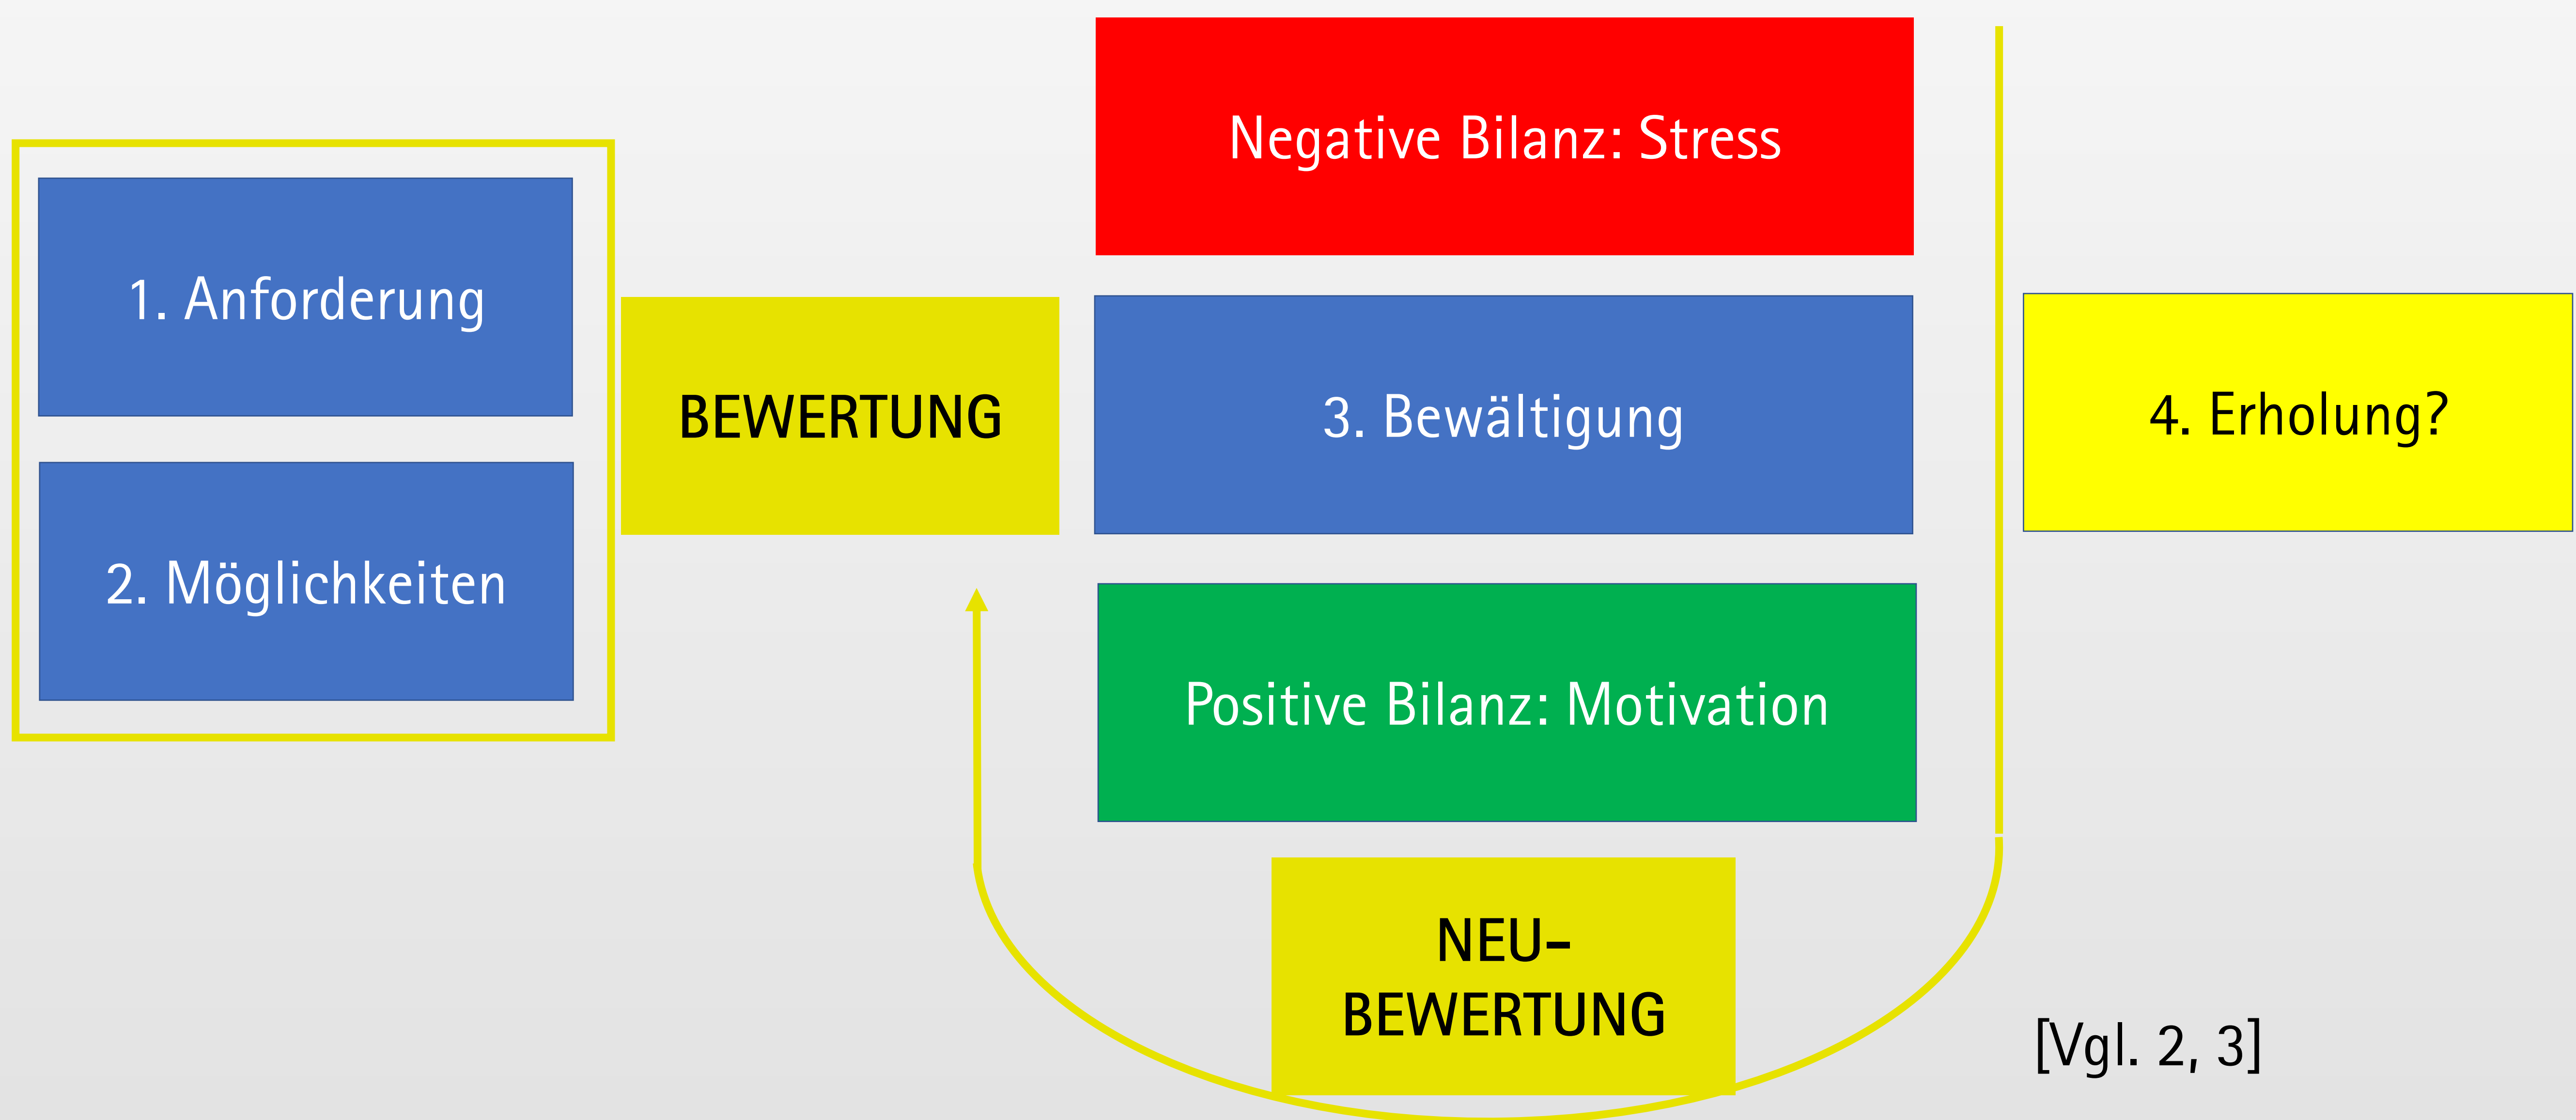 1. Anforderung
2. Möglichkeiten
BEWERTUNG
Negative Bilanz: Stress
3. Bewältigung
Positive Bilanz: Motivation
NEU-
BEWERTUNG
4. Erholung?
[Vgl. 2, 3]